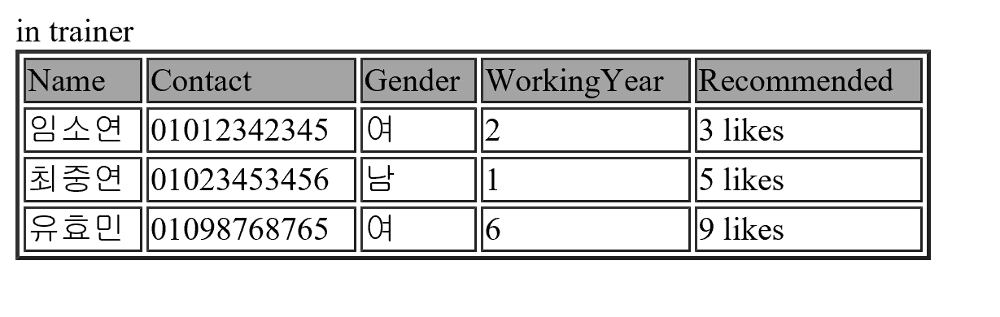 in trainer
Name Contact Gender WorkingYear Recommended
임소연 01012342345 여 2 3 likes
최중연 01023453456 남 1 5 likes
유효민 01098768765 여 6 9 likes